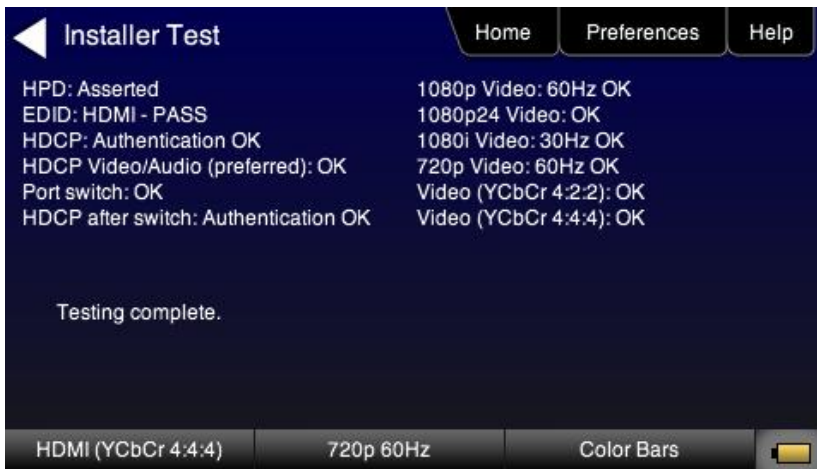 Installer Test
Home
Preferences
Help
HPD: Asserted
EDID: HDMI - PASS
HDCP: Authentication OK
HDCP Video/Audio (preferred): OK
Port switch: OK
HDCP after switch: Authentication OK
1080p Video: 60Hz OK
1080p24 Video: OK
1080i Video: 30Hz OK
720p Video: 60Hz OK
Video (YCbCr 4:2:2): OK
Video (YCbCr 4:4:4): OK
Testing complete.
HDMI (YCbCr 4:4:4)
720p 60Hz
Color Bars